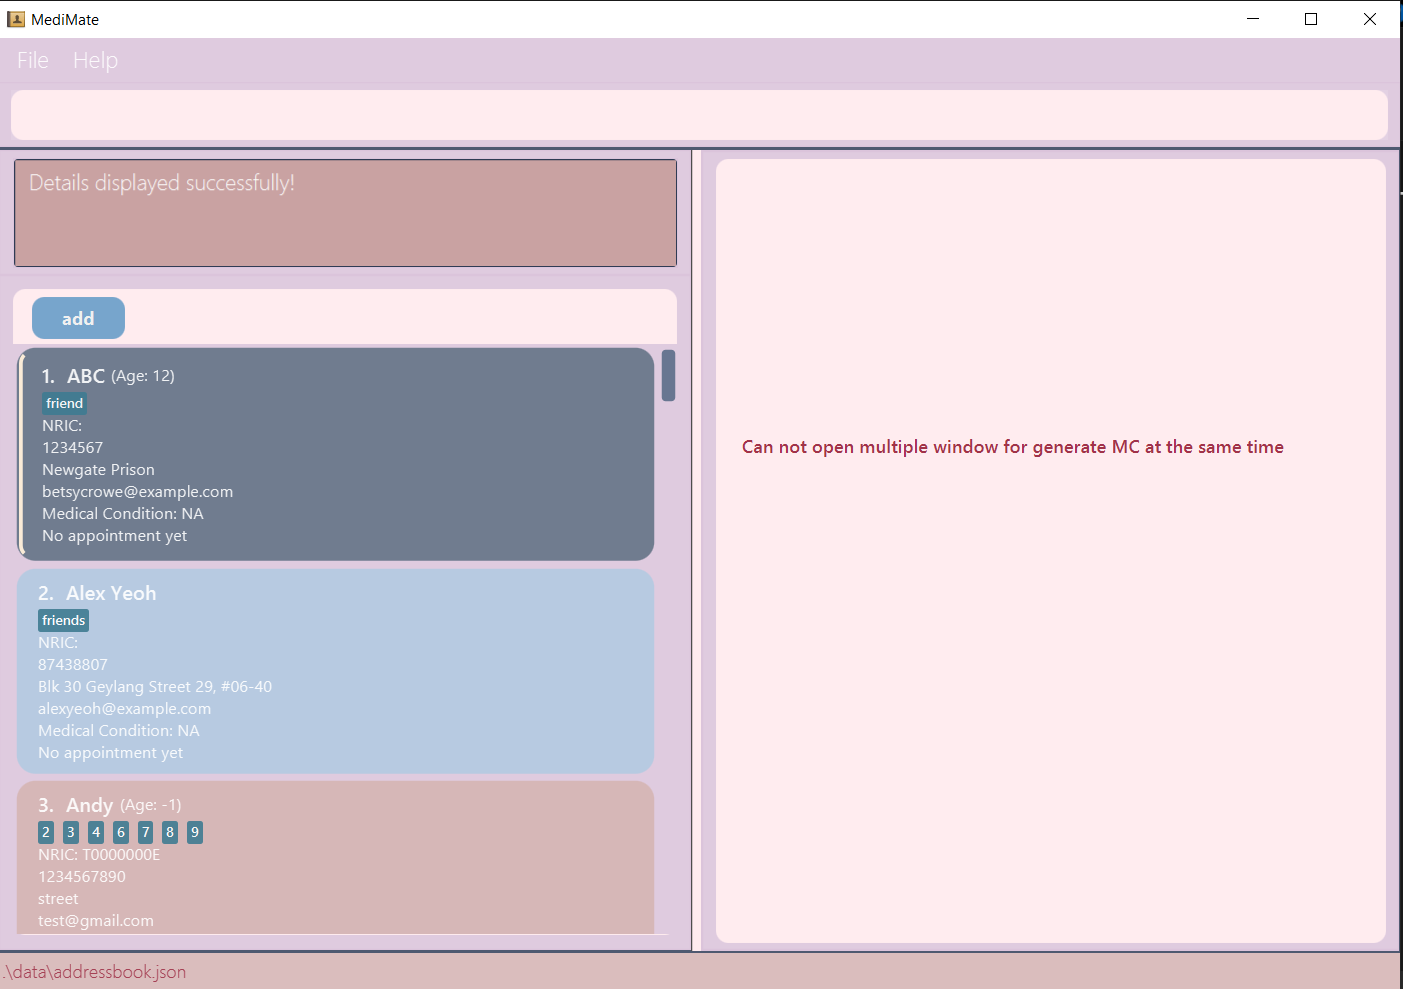 MediMate
File Help
Details displayed successfully!
add
1. ABC (Age: 12)
friend
NRIC:
1234567
Newgate Prison
betsycrowe@example.com
Medical Condition: NA
No appointment yet
2. Alex Yeoh
friends
NRIC:
87438807
Blk 30 Geylang Street 29, #06-40
alexyeoh@example.com
Medical Condition: NA
No appointment yet
3. Andy (Age: -1)
2 3 4 6 7 8 9
NRIC: T0000000E
1234567890
street
test@gmail.com
Can not open multiple window for generate MC at the same time
.\data\addressbook.json